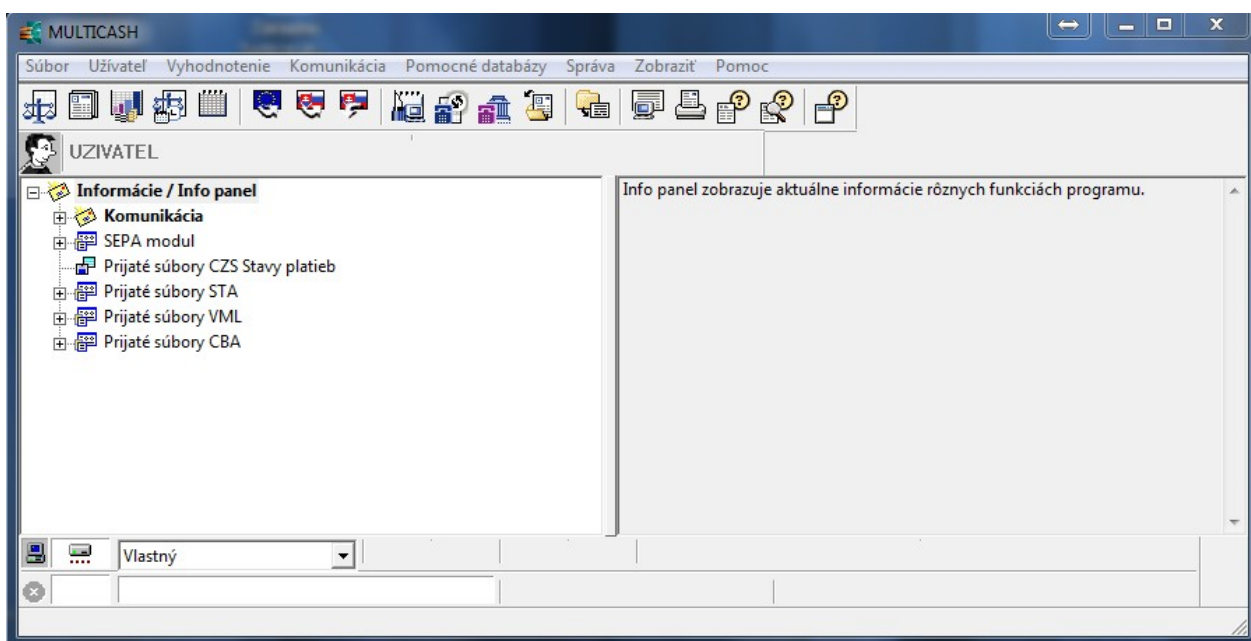 MULTICASH
Súbor Užívateľ Vyhodnotenie Komunikácia Pomocné databázy Správa Zobraziť Pomoc
UZIVATEL
Informácie / Info panel
Komunikácia
SEPA modul
Prijaté súbory CZS Stavy platieb
Prijaté súbory STA
Prijaté súbory VML
Prijaté súbory CBA
Info panel zobrazuje aktuálne informácie rôznych funkciách programu.
Vlastný